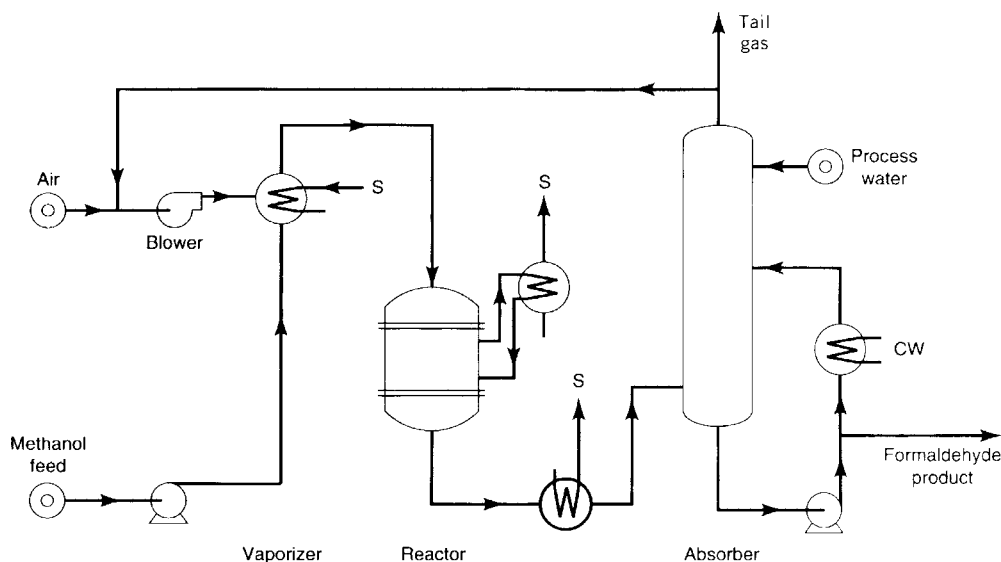 Tail
gas
Air
S
Process
water
Blower
S
CW
S
Methanol
feed
Formaldehyde
product
Vaporizer
Reactor
Absorber